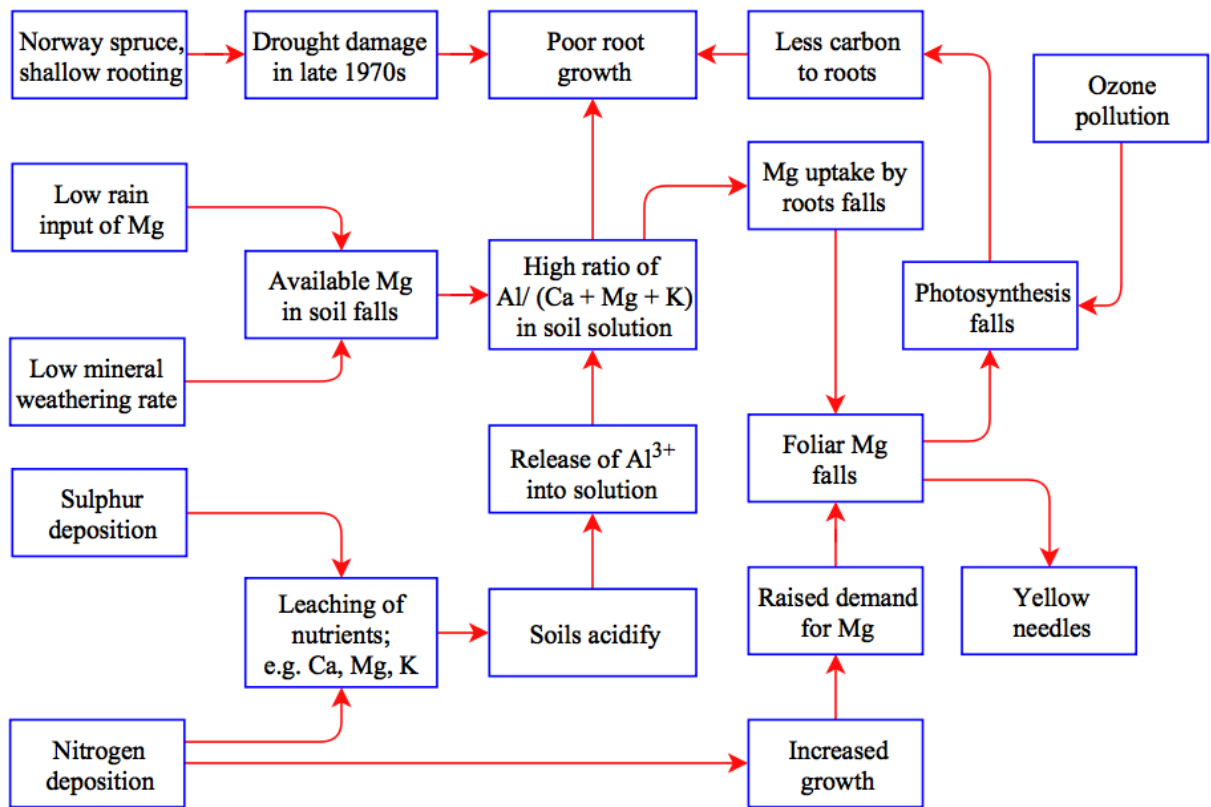 Norway spruce,
shallow rooting
Drought damage
in late 1970s
Poor root
growth
Less carbon
to roots
Ozone
pollution
Low rain
input of Mg
Mg uptake by
roots falls
Available Mg
in soil falls
High ratio of
Al/ (Ca + Mg + K)
in soil solution
Photosynthesis
falls
Low mineral
weathering rate
Release of Al³⁺
into solution
Foliar Mg
falls
Sulphur
deposition
Leaching of
nutrients;
e.g. Ca, Mg, K
Soils acidify
Raised demand
for Mg
Yellow
needles
Nitrogen
deposition
Increased
growth